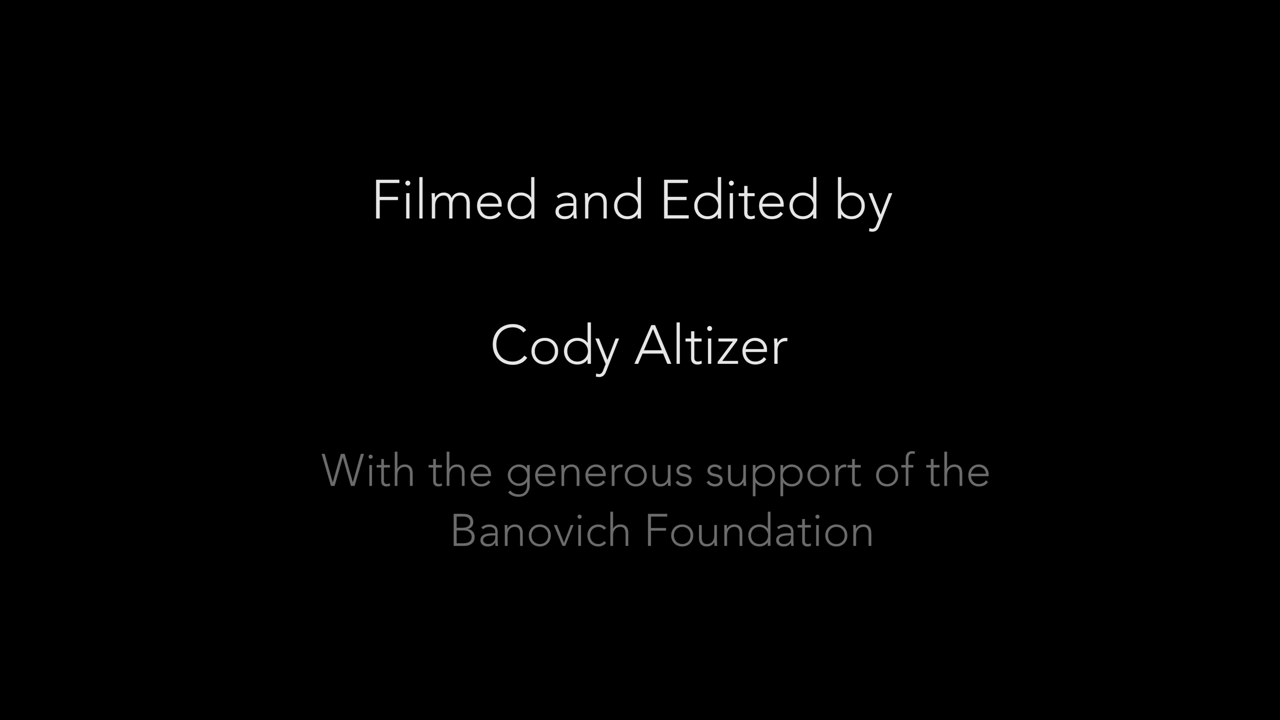 Filmed and Edited by
Cody Altizer
With the generous support of the
Banovich Foundation